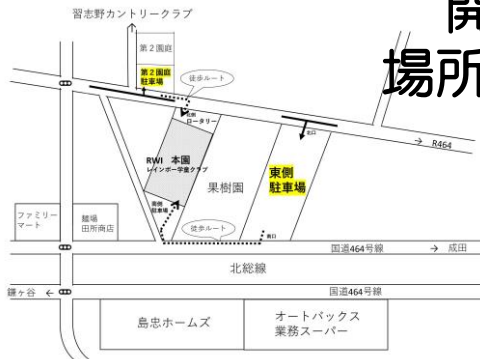 習志野カントリークラブ
開
場所
第2園庭
第2園庭
駐車場
徒歩ルート
ロータリー
R464
RWI 本園
レインボー学童クラブ
果樹園
東側
駐車場
南側
駐車場
徒歩ルート
ファミリー
マート
麺場
田所商店
国道464号線 → 成田
北総線
鎌ヶ谷 ←
国道464号線
島忠ホームズ
オートバックス
業務スーパー